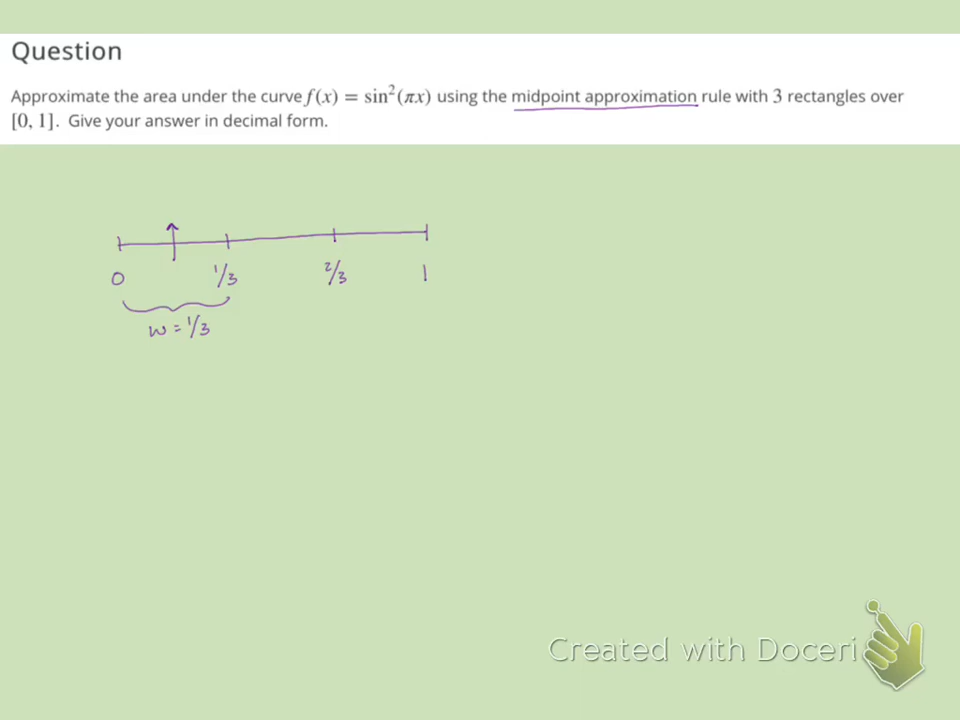 Question
Approximate the area under the curve f(x) = sin²(πx) using the midpoint approximation rule with 3 rectangles over
[0, 1]. Give your answer in decimal form.
0 1/3 2/3 1
w = 1/3
Created with Doceri